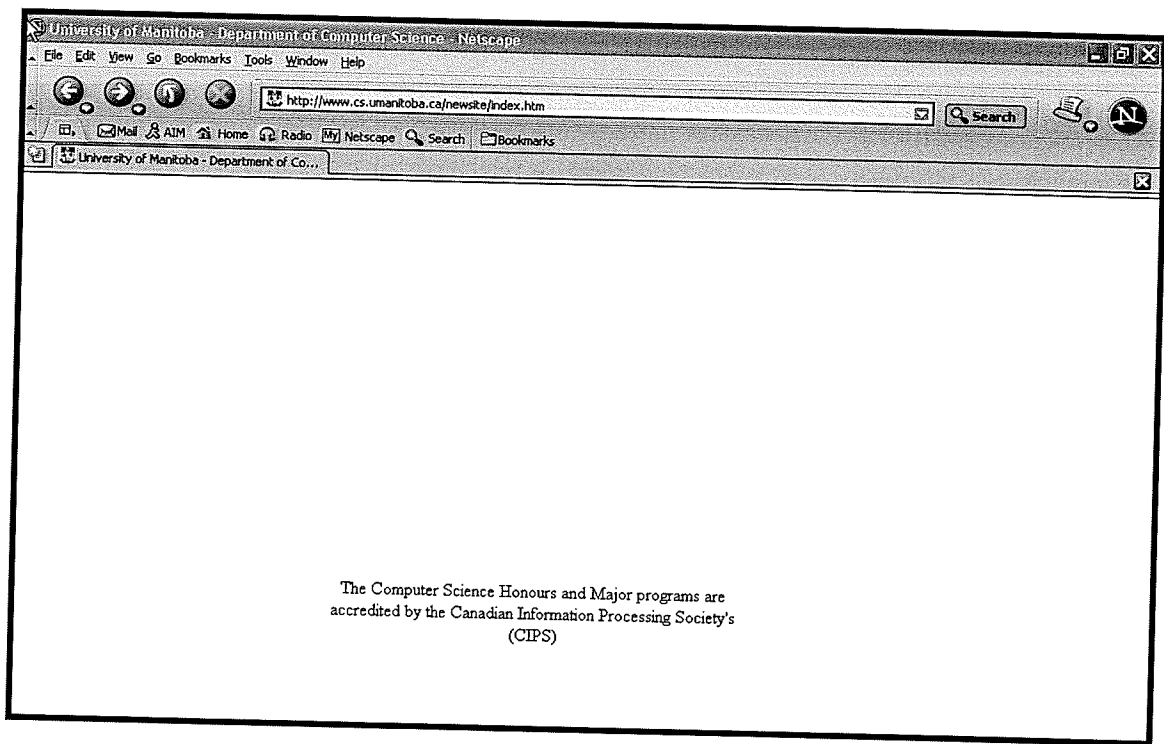 University of Manitoba - Department of Computer Science - Netscape
File Edit View Go Bookmarks Tools Window Help
http://www.cs.umanitoba.ca/newsite/index.htm Search N
Mail AIM Home Radio My Netscape Search Bookmarks
University of Manitoba - Department of Co...
The Computer Science Honours and Major programs are
accredited by the Canadian Information Processing Society's
(CIPS)